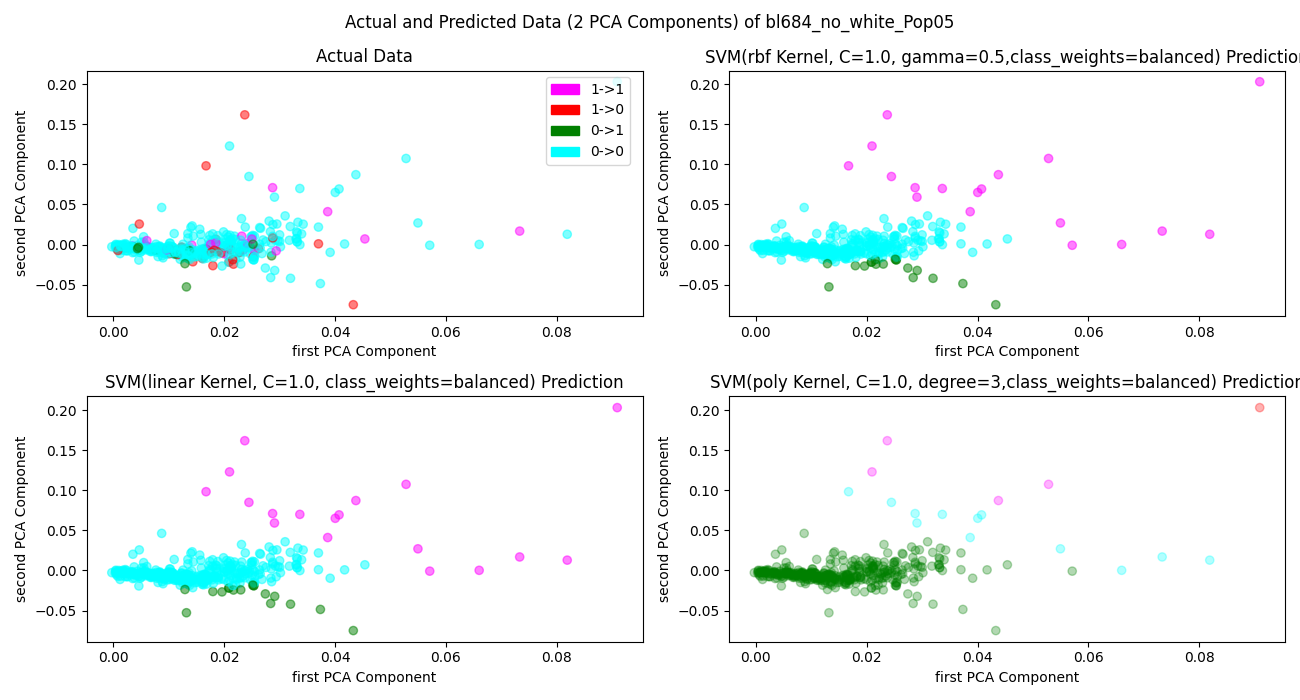 Actual and Predicted Data (2 PCA Components) of bl684_no_white_Pop05
Actual Data
0.20
0.15
0.10
0.05
0.00
−0.05
second PCA Component
1->1
1->0
0->1
0->0
0.00 0.02 0.04 0.06 0.08
first PCA Component
SVM(rbf Kernel, C=1.0, gamma=0.5,class_weights=balanced) Prediction
0.20
0.15
0.10
0.05
0.00
−0.05
second PCA Component
0.00 0.02 0.04 0.06 0.08
first PCA Component
SVM(linear Kernel, C=1.0, class_weights=balanced) Prediction
0.20
0.15
0.10
0.05
0.00
−0.05
second PCA Component
0.00 0.02 0.04 0.06 0.08
first PCA Component
SVM(poly Kernel, C=1.0, degree=3,class_weights=balanced) Prediction
0.20
0.15
0.10
0.05
0.00
−0.05
second PCA Component
0.00 0.02 0.04 0.06 0.08
first PCA Component